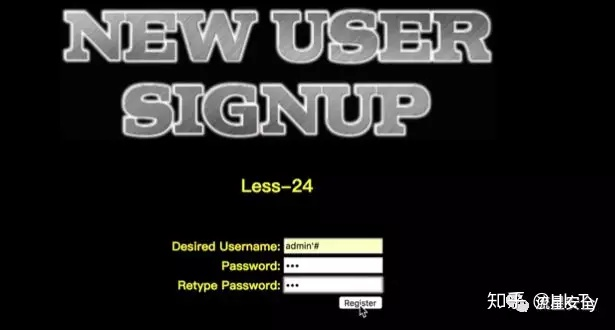 NEW USER
SIGNUP
Less-24
Desired Username: admin'#
Password: •••
Retype Password: •••
Register
知乎